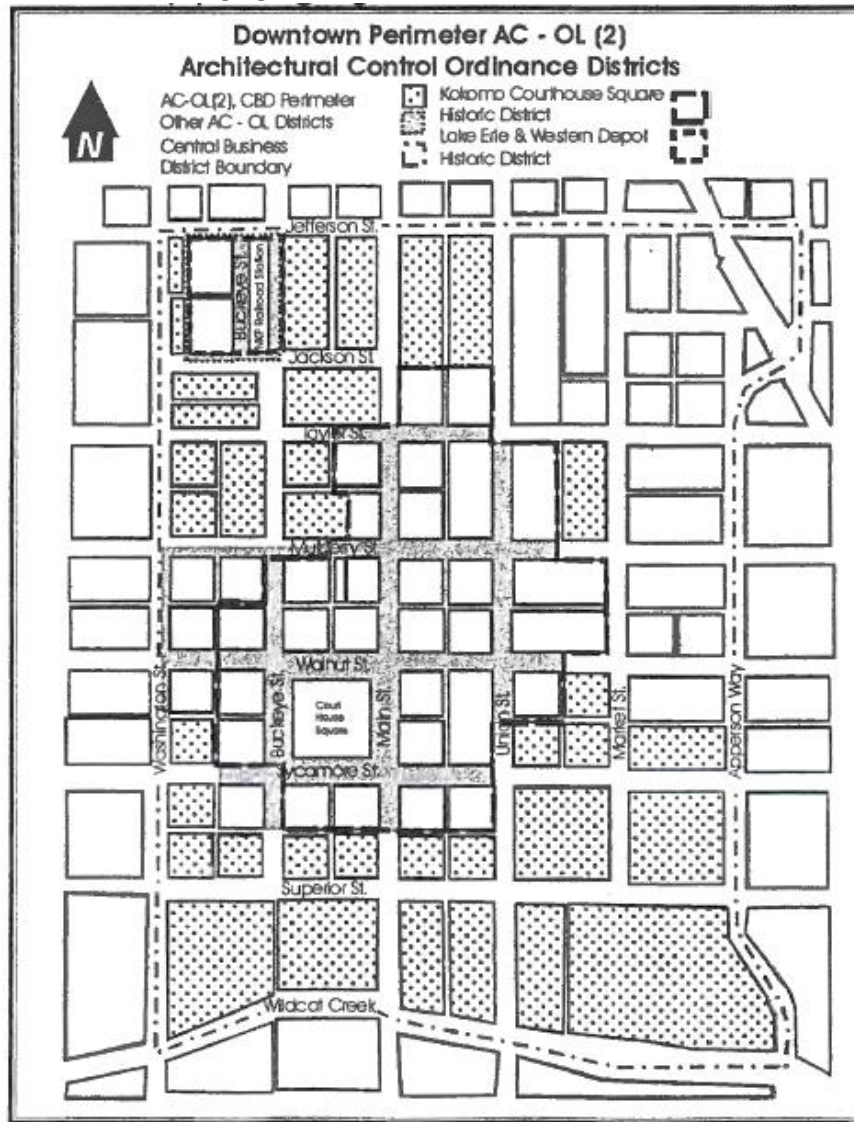 Downtown Perimeter AC - OL (2)
Architectural Control Ordinance Districts
N
AC-OL(2), CBD Perimeter
Other AC - OL Districts
Central Business
District Boundary
Kokomo Courthouse Square
Historic District
Lake Erie & Western Depot
Historic District
Jefferson St.
Buckeye St.
NKP Railroad Station
Jackson St.
Taylor St.
Mulberry St.
Walnut St.
Washington St.
Buckeye St.
Court
House
Square
Main St.
Union St.
Market St.
Apperson Way
Sycamore St.
Superior St.
Wildcat Creek